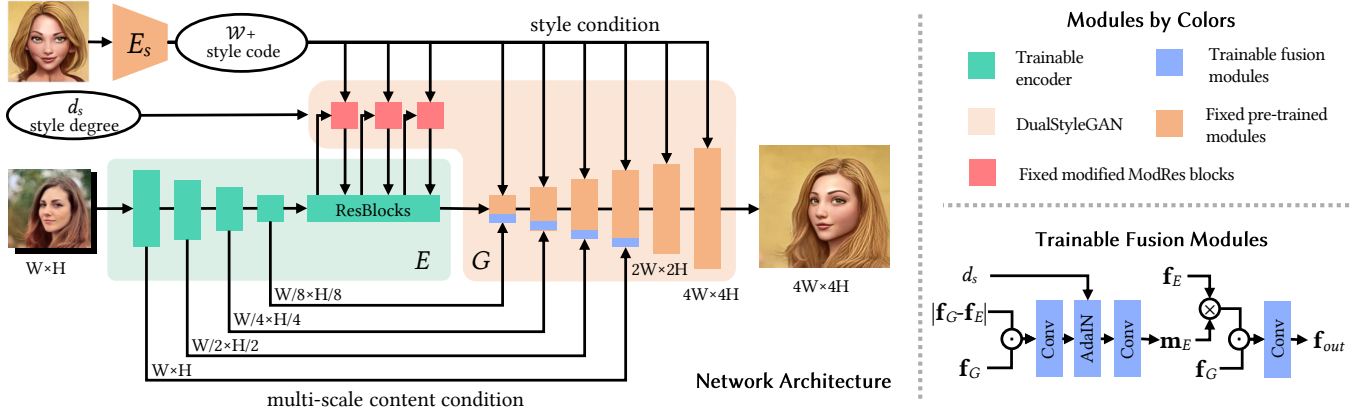 E_s
𝒲+
style code
style condition
d_s
style degree
ResBlocks
E
G
W×H
W/8×H/8
W/4×H/4
W/2×H/2
W×H
2W×2H
4W×4H
4W×4H
multi-scale content condition
Network Architecture
Modules by Colors
Trainable
encoder
Trainable fusion
modules
DualStyleGAN
Fixed pre-trained
modules
Fixed modified ModRes blocks
Trainable Fusion Modules
d_s
|f_G-f_E|
f_G
Conv
AdaIN
Conv
m_E
f_E
f_G
Conv
f_out